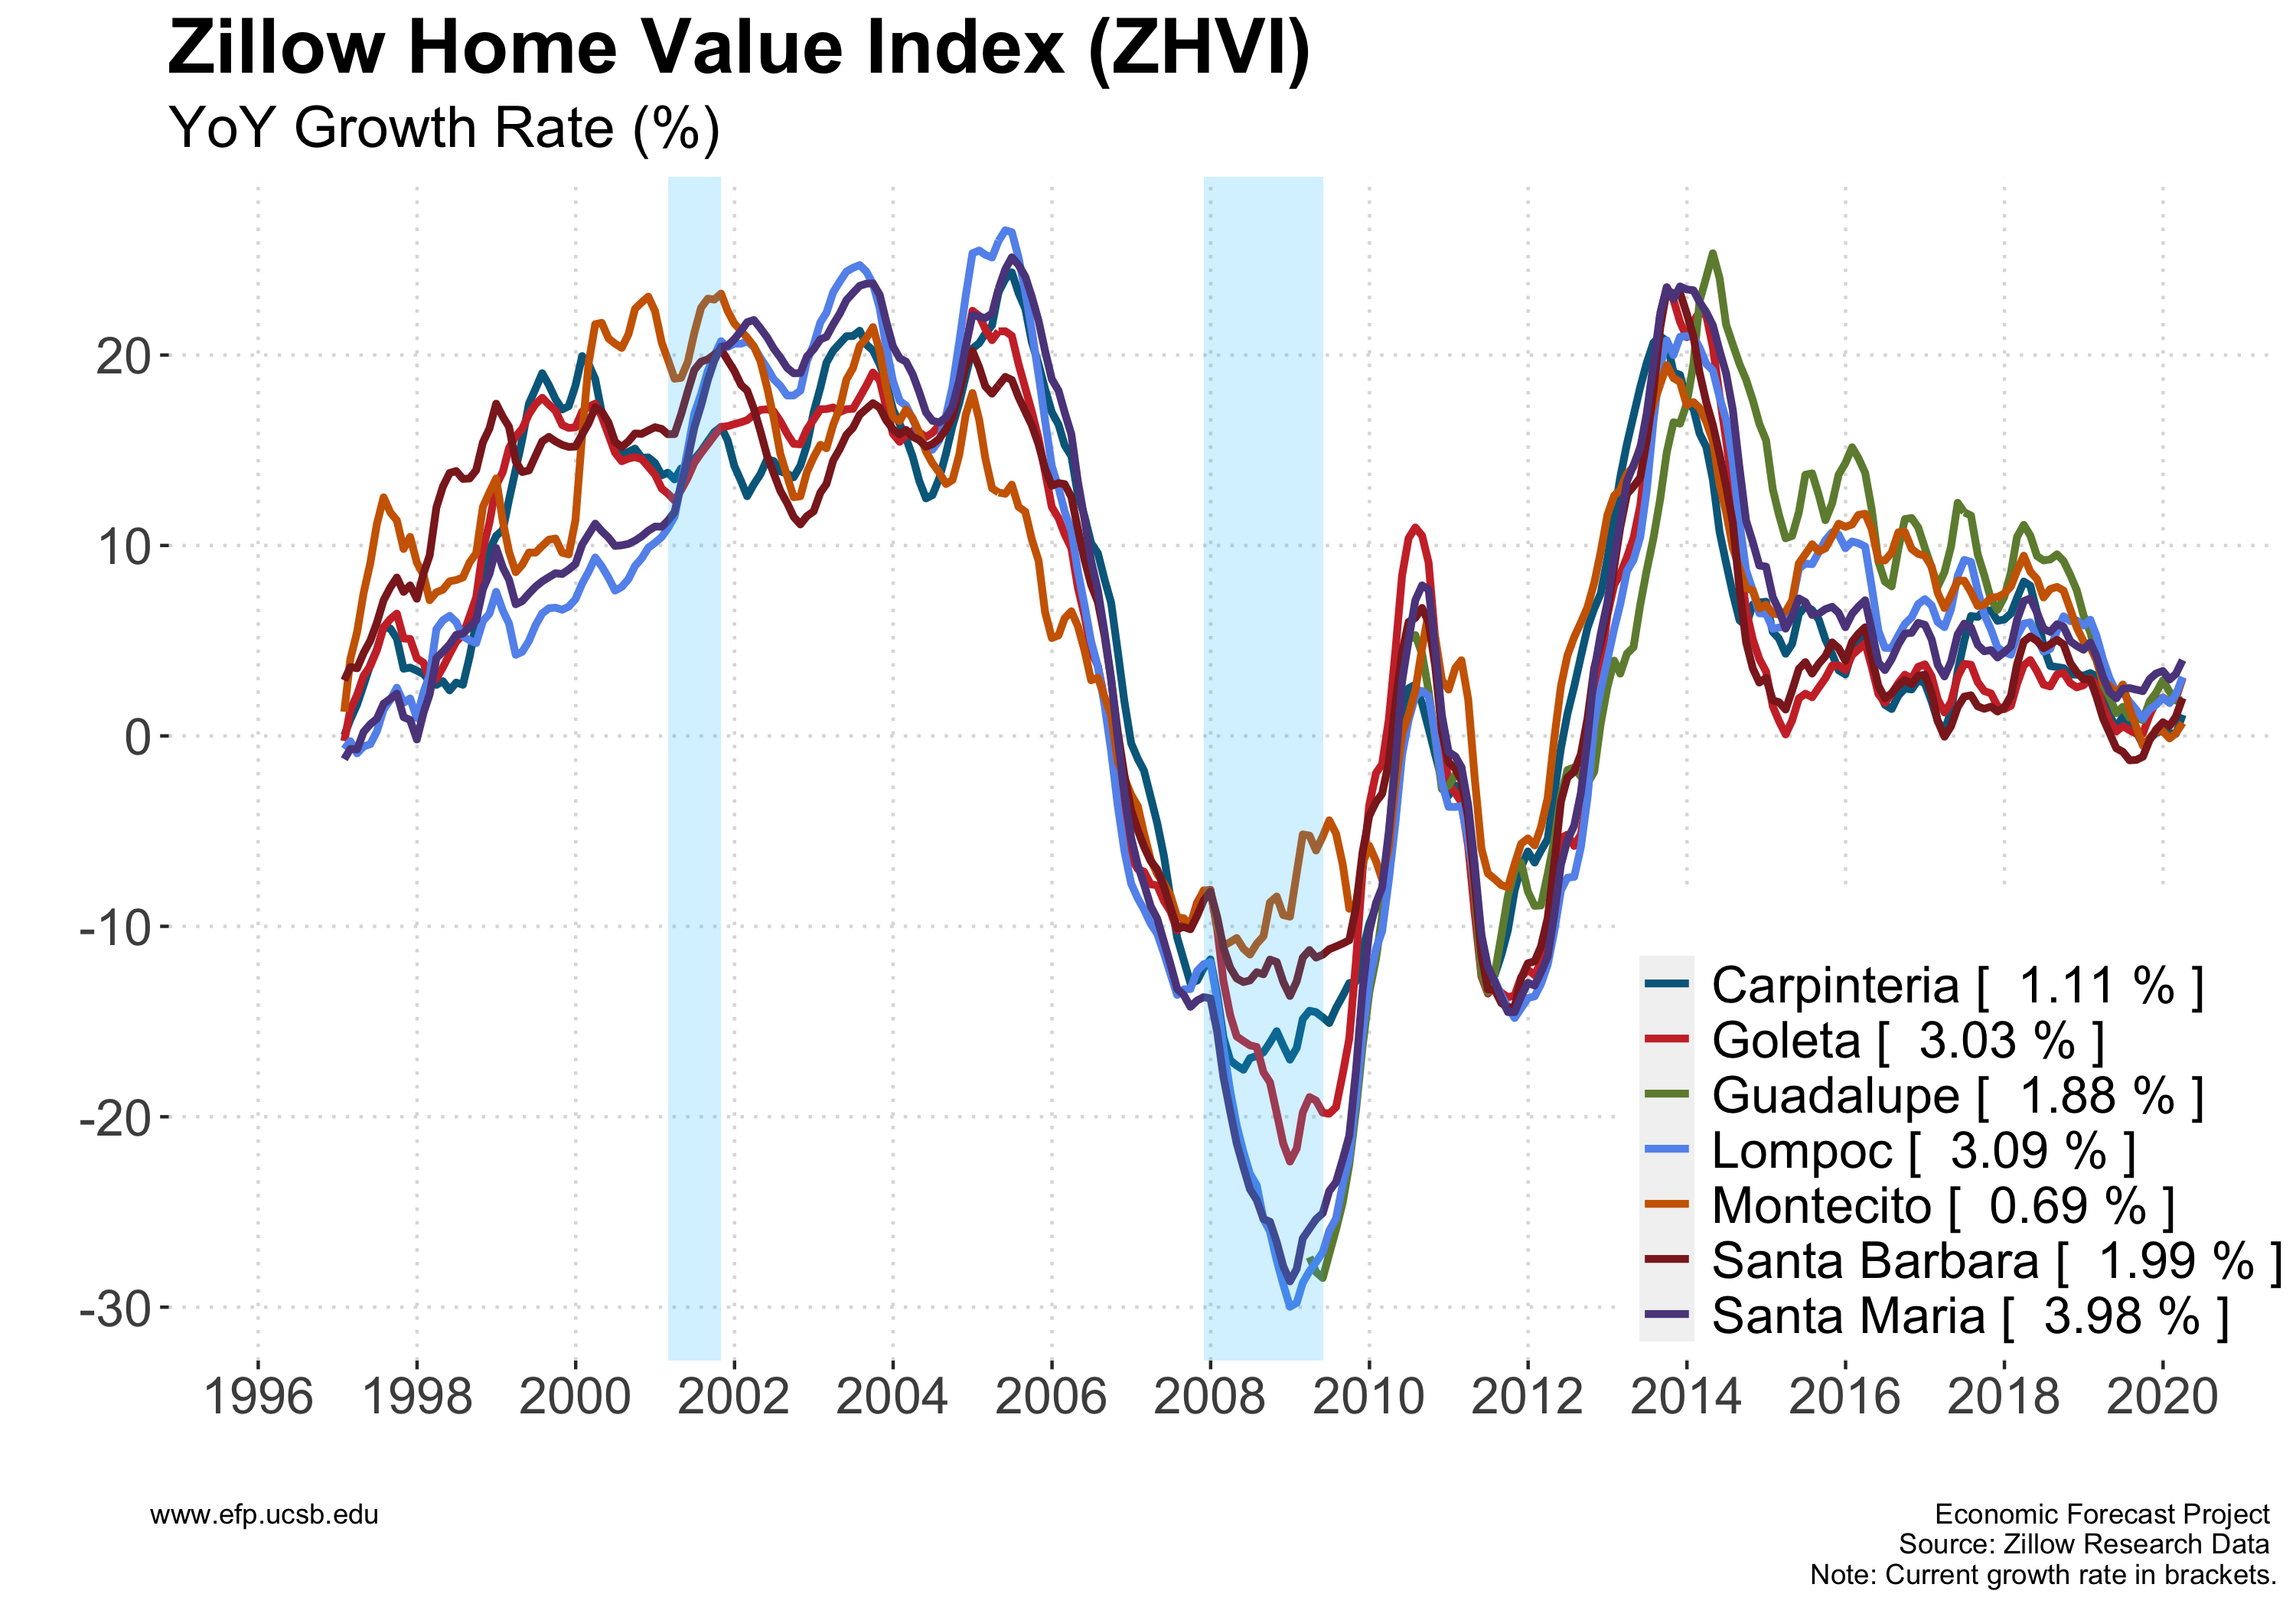 Zillow Home Value Index (ZHVI)
YoY Growth Rate (%)
20
10
0
-10
-20
-30
Carpinteria [ 1.11 % ]
Goleta [ 3.03 % ]
Guadalupe [ 1.88 % ]
Lompoc [ 3.09 % ]
Montecito [ 0.69 % ]
Santa Barbara [ 1.99 % ]
Santa Maria [ 3.98 % ]
1996 1998 2000 2002 2004 2006 2008 2010 2012 2014 2016 2018 2020
www.efp.ucsb.edu
Economic Forecast Project
Source: Zillow Research Data
Note: Current growth rate in brackets.